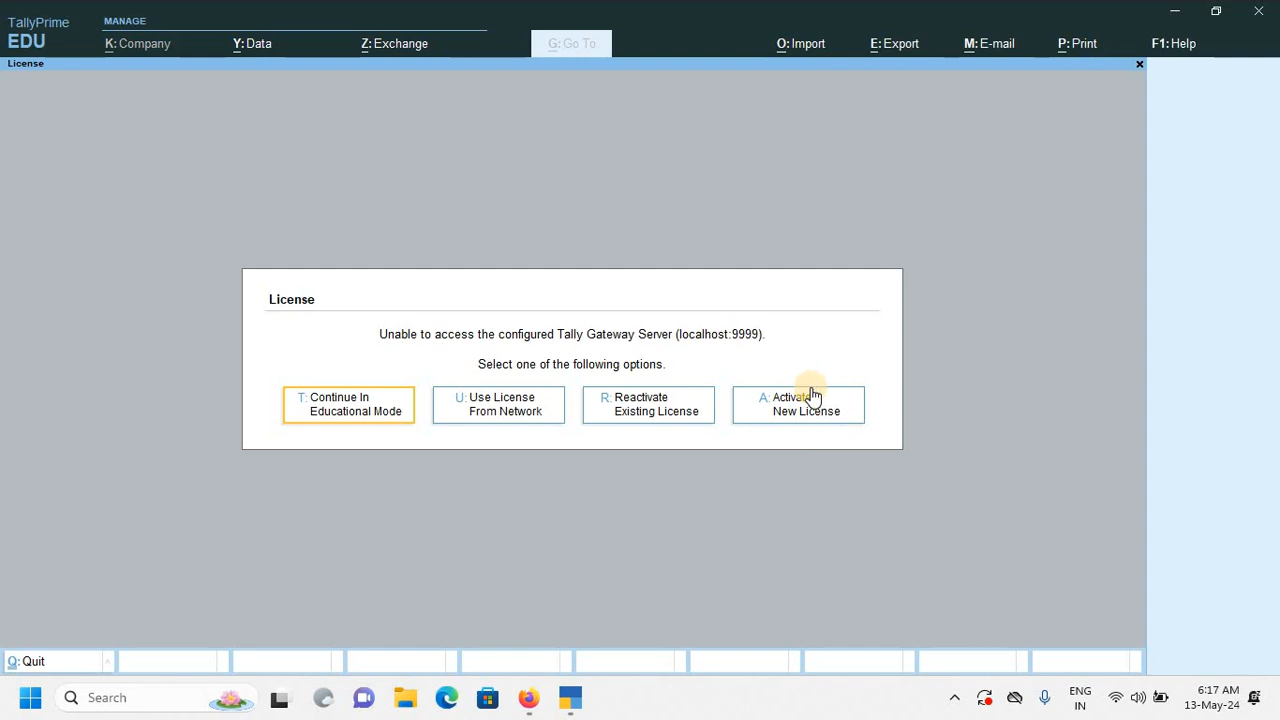 TallyPrime
EDU
MANAGE
K: Company
Y: Data
Z: Exchange
G: Go To
O: Import
E: Export
M: E-mail
P: Print
F1: Help
License
License
Unable to access the configured Tally Gateway Server (localhost:9999).
Select one of the following options.
T: Continue In
Educational Mode
U: Use License
From Network
R: Reactivate
Existing License
A: Activate
New License
Q: Quit
Search
ENG
IN
6:17 AM
13-May-24